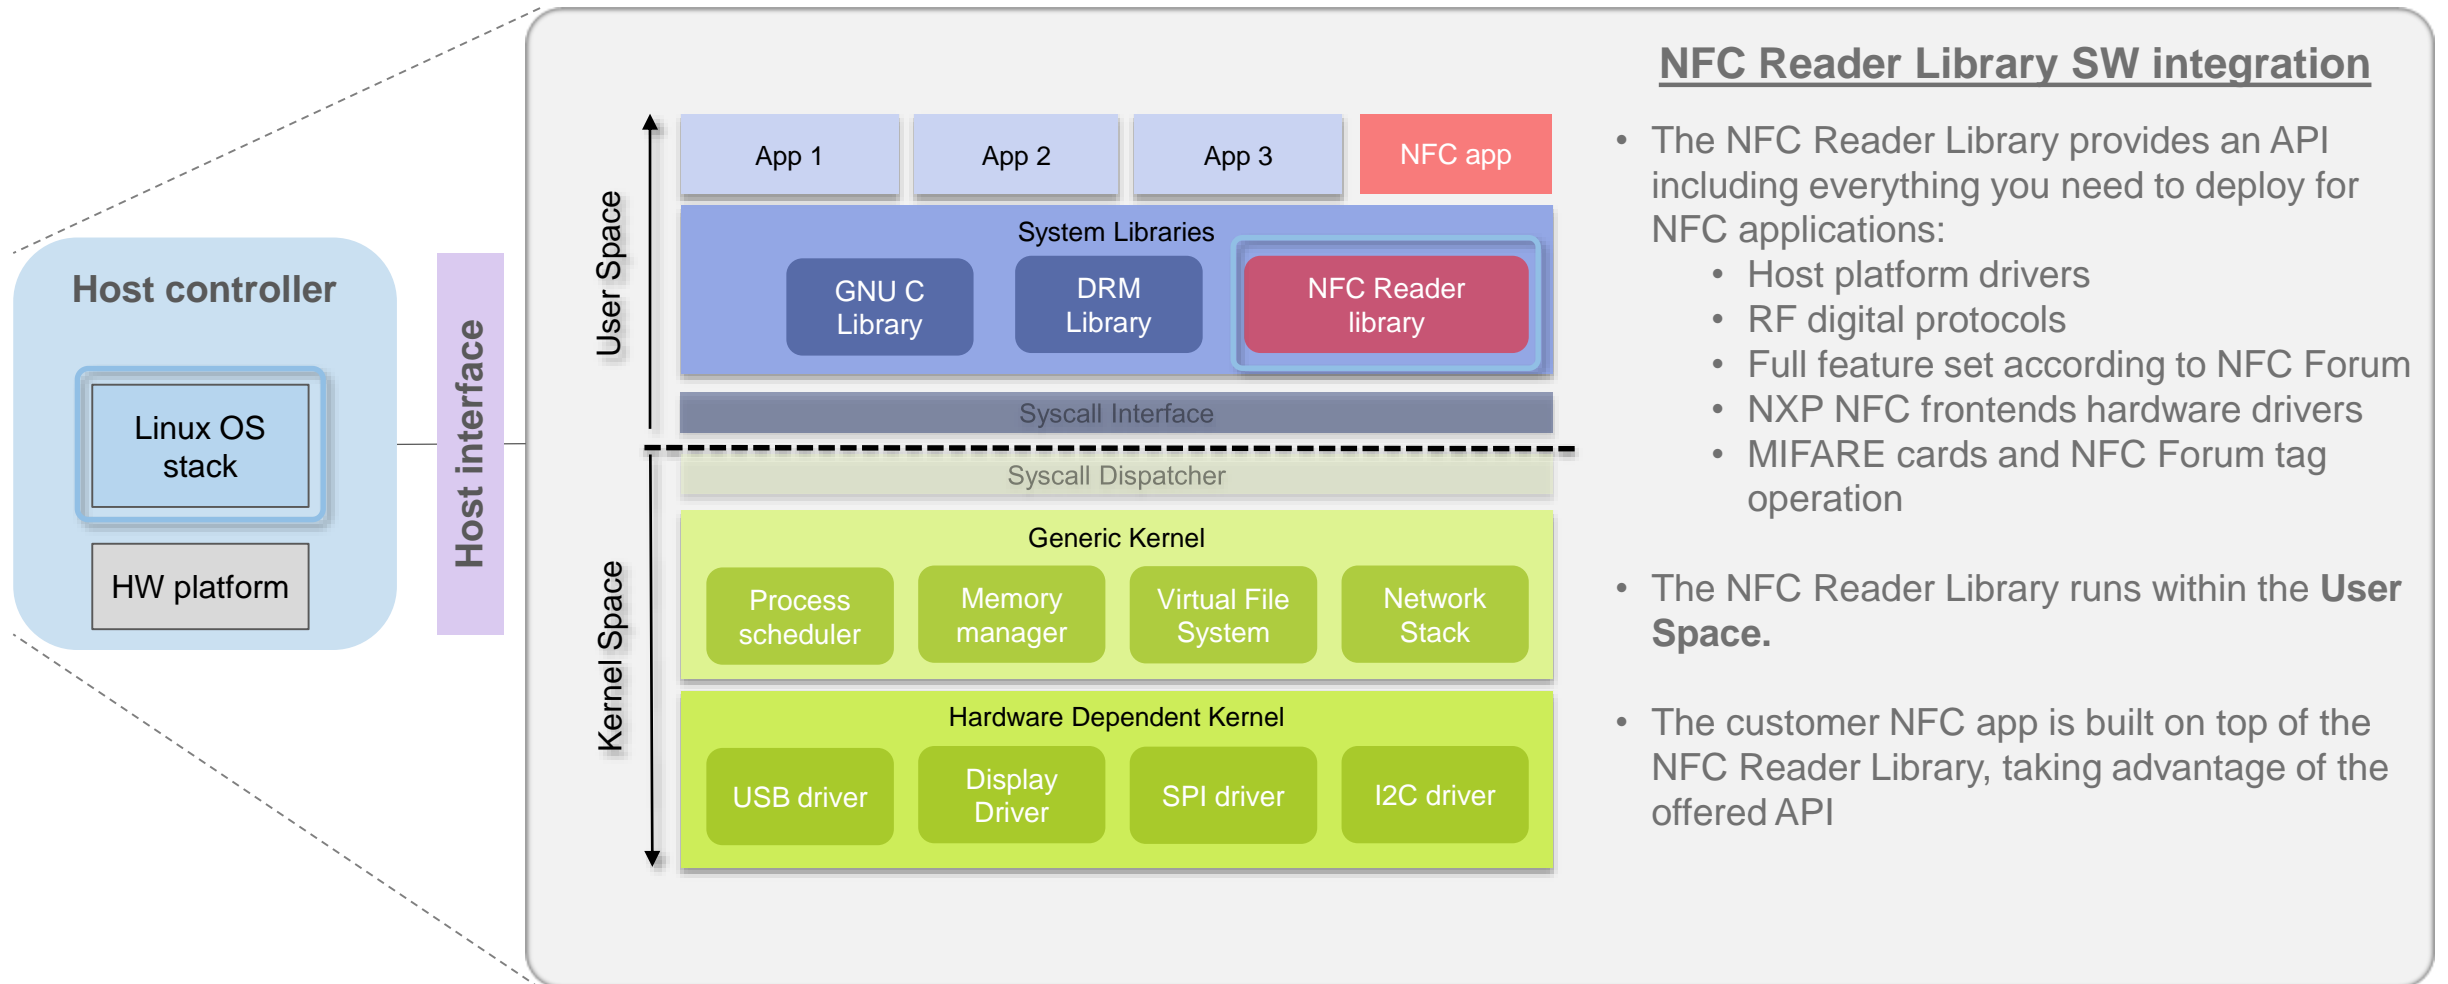 Host controller
Linux OS
stack
HW platform
Host interface
User Space
Kernel Space
App 1
App 2
App 3
NFC app
System Libraries
GNU C
Library
DRM
Library
NFC Reader
library
Syscall Interface
Syscall Dispatcher
Generic Kernel
Process
scheduler
Memory
manager
Virtual File
System
Network
Stack
Hardware Dependent Kernel
USB driver
Display
Driver
SPI driver
I2C driver
NFC Reader Library SW integration
• The NFC Reader Library provides an API
including everything you need to deploy for
NFC applications:
• Host platform drivers
• RF digital protocols
• Full feature set according to NFC Forum
• NXP NFC frontends hardware drivers
• MIFARE cards and NFC Forum tag
operation
• The NFC Reader Library runs within the User
Space.
• The customer NFC app is built on top of the
NFC Reader Library, taking advantage of the
offered API